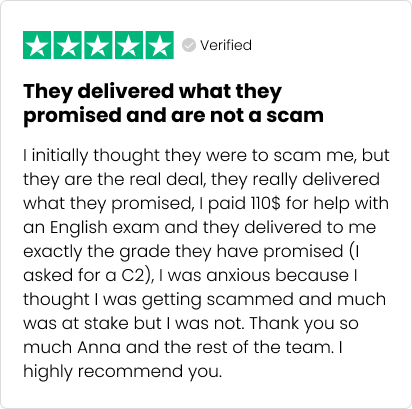 Verified
They delivered what they
promised and are not a scam
I initially thought they were to scam me, but
they are the real deal, they really delivered
what they promised, I paid 110$ for help with
an English exam and they delivered to me
exactly the grade they have promised (I
asked for a C2), I was anxious because I
thought I was getting scammed and much
was at stake but I was not. Thank you so
much Anna and the rest of the team. I
highly recommend you.